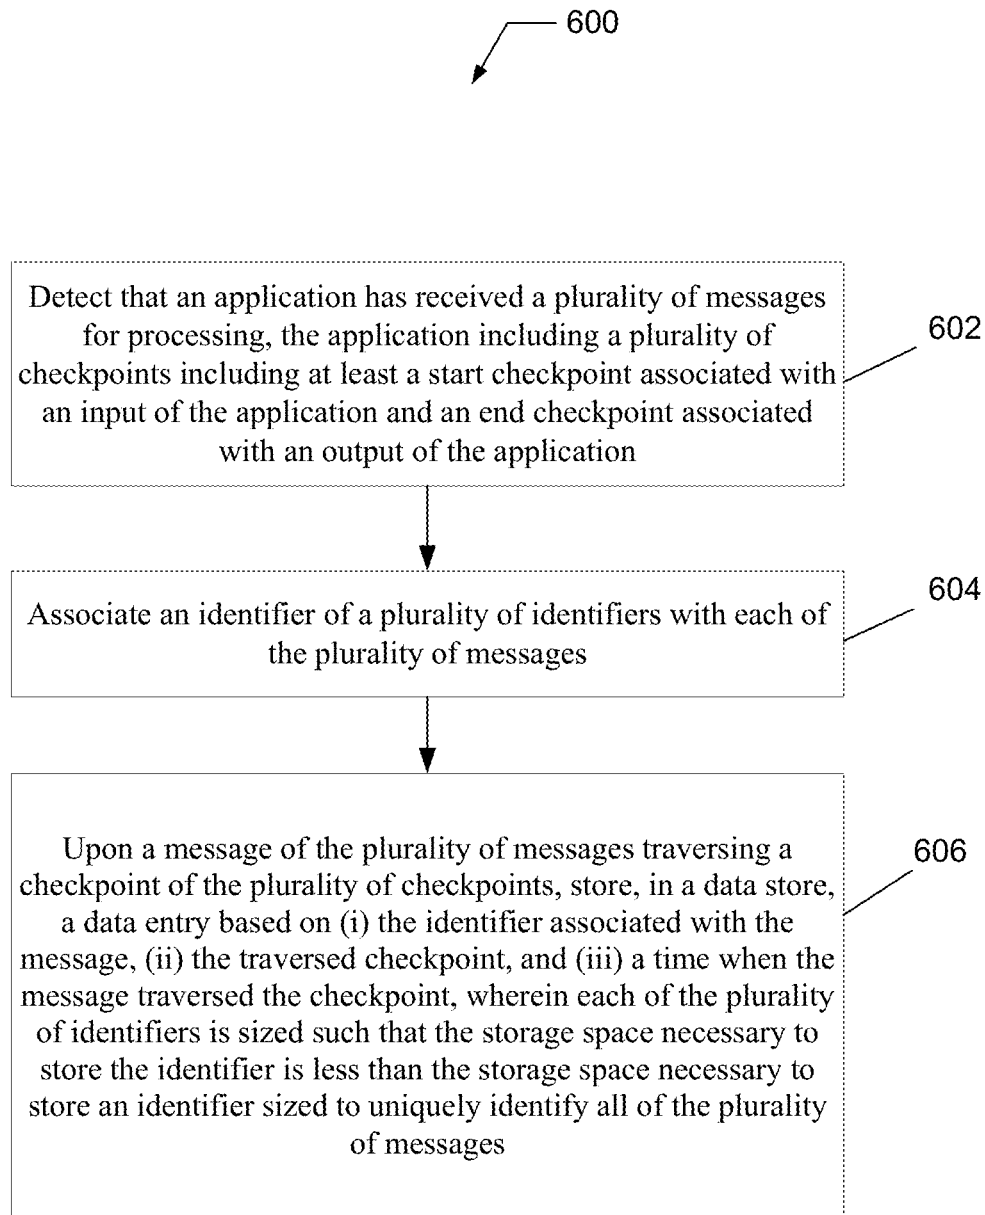 600
Detect that an application has received a plurality of messages
for processing, the application including a plurality of
checkpoints including at least a start checkpoint associated with
an input of the application and an end checkpoint associated
with an output of the application
602
Associate an identifier of a plurality of identifiers with each of
the plurality of messages
604
Upon a message of the plurality of messages traversing a
checkpoint of the plurality of checkpoints, store, in a data store,
a data entry based on (i) the identifier associated with the
message, (ii) the traversed checkpoint, and (iii) a time when the
message traversed the checkpoint, wherein each of the plurality
of identifiers is sized such that the storage space necessary to
store the identifier is less than the storage space necessary to
store an identifier sized to uniquely identify all of the plurality
of messages
606